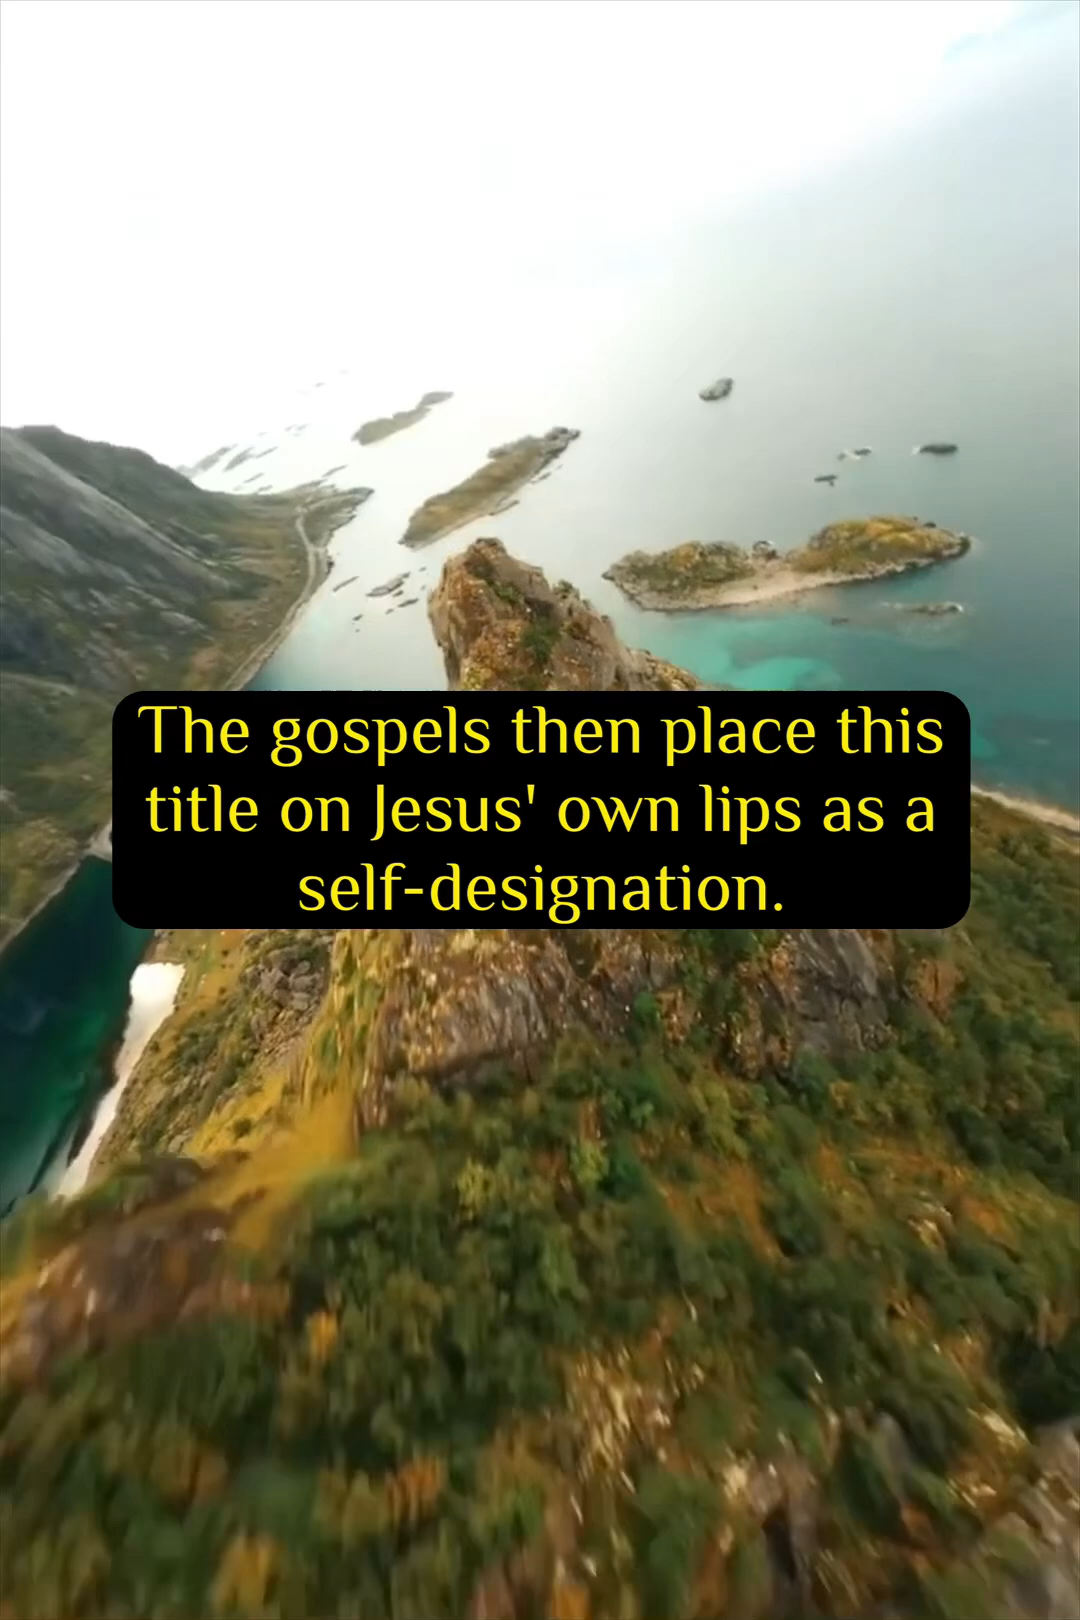 The gospels then place this
title on Jesus' own lips as a
self-designation.